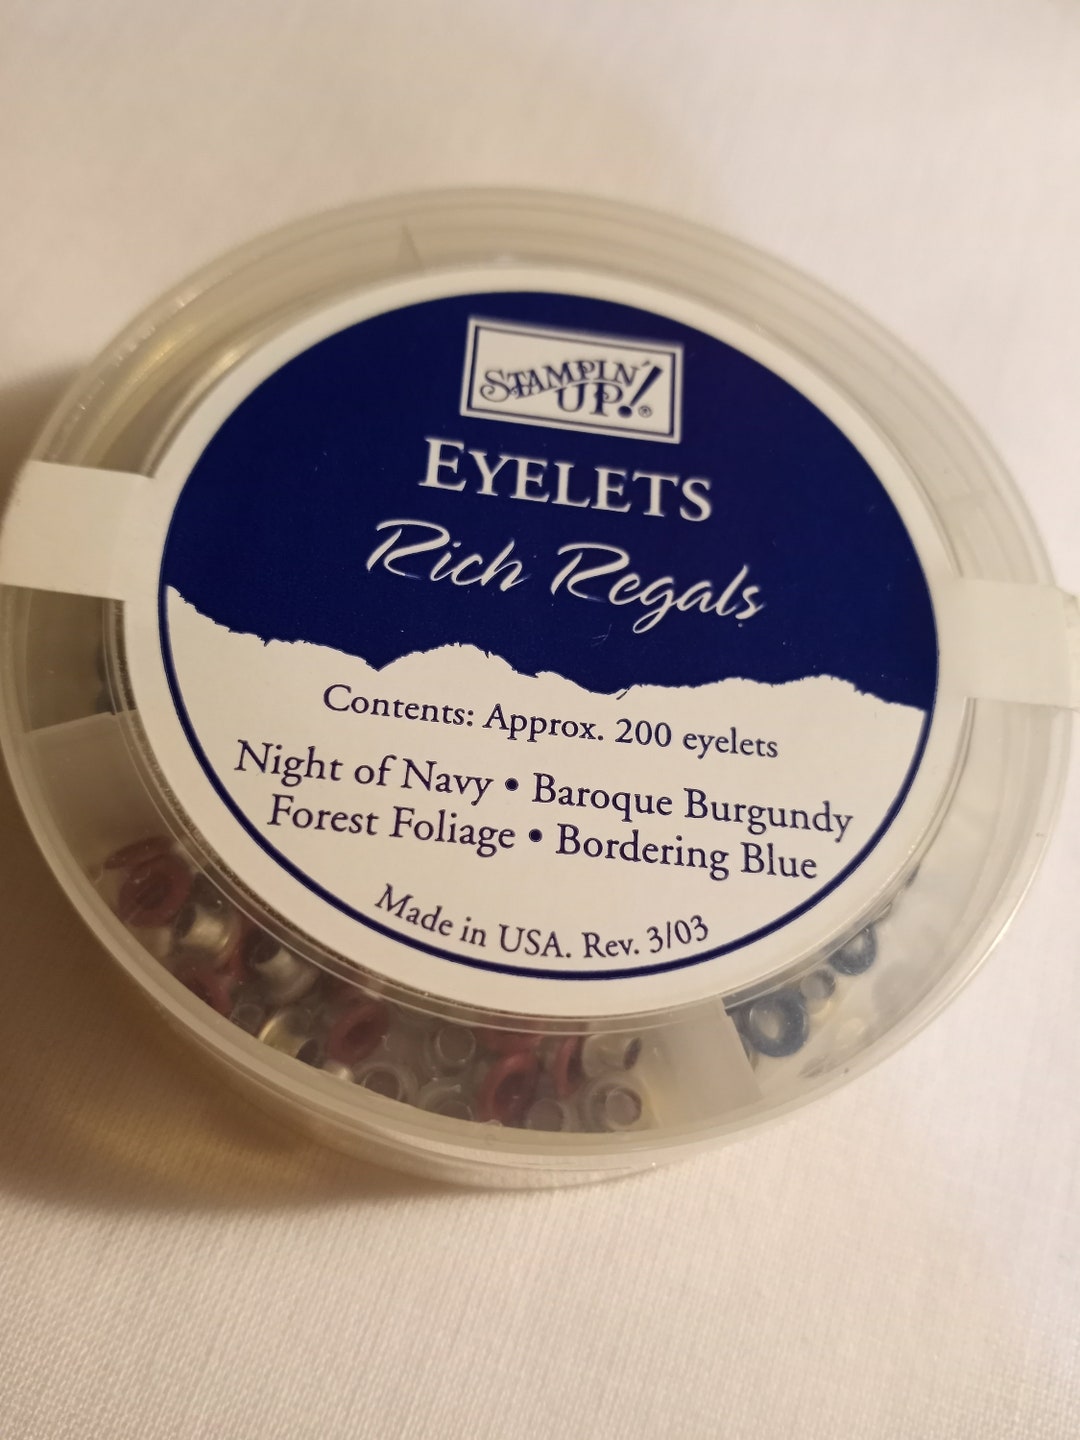 STAMPIN' UP!®
EYELETS
Rich Regals
Contents: Approx. 200 eyelets
Night of Navy • Baroque Burgundy
Forest Foliage • Bordering Blue
Made in USA. Rev. 3/03